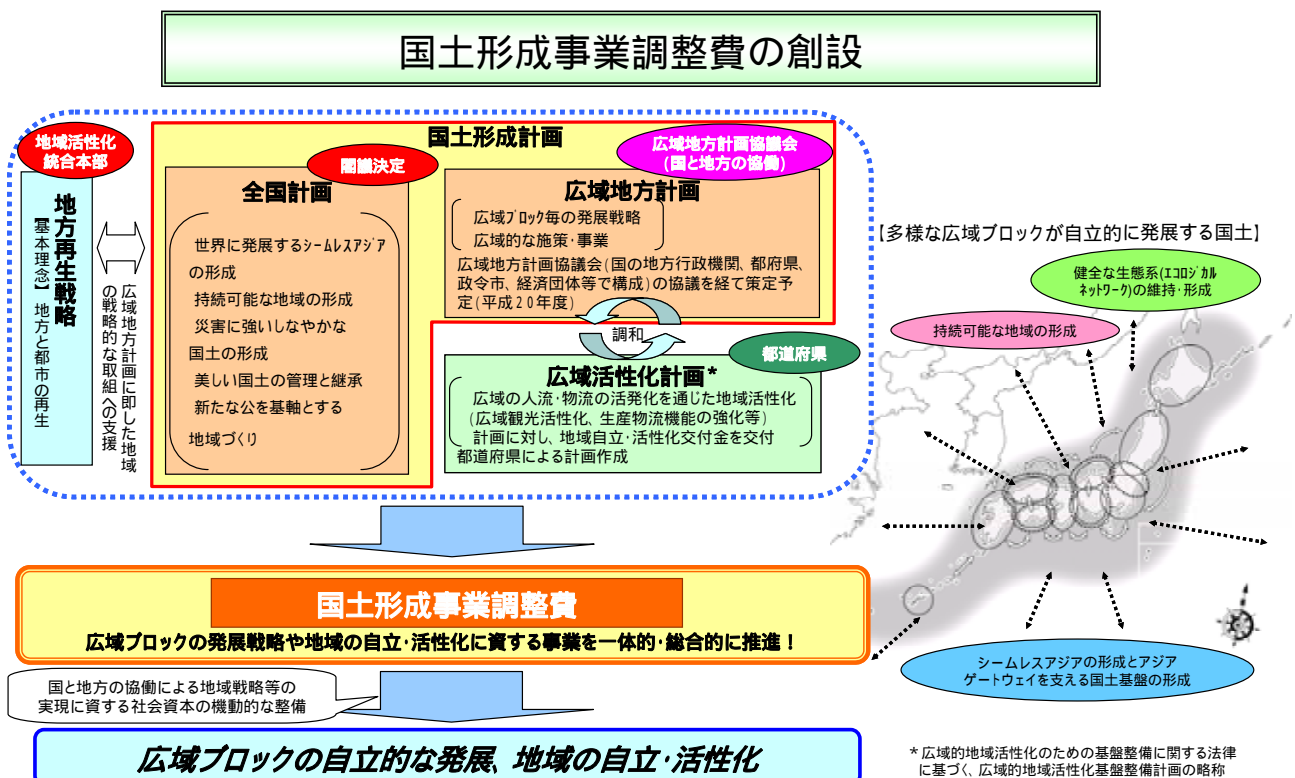 国土形成事業調整費の創設
地域活性化
統合本部
国土形成計画
広域地方計画協議会
(国と地方の協働)
閣議決定
地方再生戦略
【基本理念】 地方と都市の再生
広域地方計画に即した地域
の戦略的な取組への支援
全国計画
世界に発展するシームレスアジア
の形成
持続可能な地域の形成
災害に強いしなやかな
国土の形成
美しい国土の管理と継承
新たな公を基軸とする
地域づくり
広域地方計画
広域ブロック毎の発展戦略
広域的な施策・事業
広域地方計画協議会(国の地方行政機関、都府県、
政令市、経済団体等で構成)の協議を経て策定予
定(平成20年度)
調和
都道府県
広域活性化計画*
広域の人流・物流の活発化を通じた地域活性化
(広域観光活性化、生産物流機能の強化等)
計画に対し、地域自立・活性化交付金を交付
都道府県による計画作成
【多様な広域ブロックが自立的に発展する国土】
健全な生態系(エコロジカル
ネットワーク)の維持・形成
持続可能な地域の形成
シームレスアジアの形成とアジア
ゲートウェイを支える国土基盤の形成
国土形成事業調整費
広域ブロックの発展戦略や地域の自立・活性化に資する事業を一体的・総合的に推進!
国と地方の協働による地域戦略等の
実現に資する社会資本の機動的な整備
広域ブロックの自立的な発展、地域の自立・活性化
* 広域的地域活性化のための基盤整備に関する法律
に基づく、広域的地域活性化基盤整備計画の略称